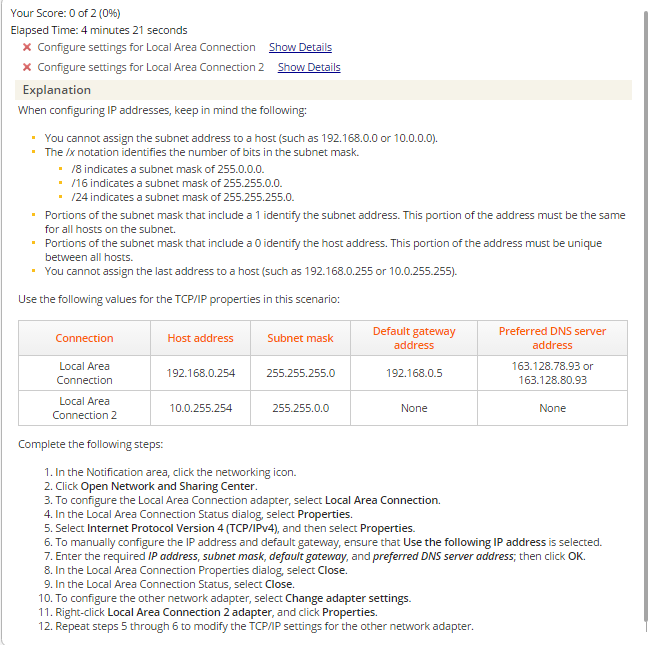 Your Score: 0 of 2 (0%)
Elapsed Time: 4 minutes 21 seconds
Configure settings for Local Area Connection Show Details
Configure settings for Local Area Connection 2 Show Details
Explanation
When configuring IP addresses, keep in mind the following:
You cannot assign the subnet address to a host (such as 192.168.0.0 or 10.0.0.0).
The /x notation identifies the number of bits in the subnet mask.
/8 indicates a subnet mask of 255.0.0.0.
/16 indicates a subnet mask of 255.255.0.0.
/24 indicates a subnet mask of 255.255.255.0.
Portions of the subnet mask that include a 1 identify the subnet address. This portion of the address must be the same
for all hosts on the subnet.
Portions of the subnet mask that include a 0 identify the host address. This portion of the address must be unique
between all hosts.
You cannot assign the last address to a host (such as 192.168.0.255 or 10.0.255.255).
Use the following values for the TCP/IP properties in this scenario:
Connection Host address Subnet mask Default gateway address Preferred DNS server address
Local Area Connection 192.168.0.254 255.255.255.0 192.168.0.5 163.128.78.93 or 163.128.80.93
Local Area Connection 2 10.0.255.254 255.255.0.0 None None
Complete the following steps:
1. In the Notification area, click the networking icon.
2. Click Open Network and Sharing Center.
3. To configure the Local Area Connection adapter, select Local Area Connection.
4. In the Local Area Connection Status dialog, select Properties.
5. Select Internet Protocol Version 4 (TCP/IPv4), and then select Properties.
6. To manually configure the IP address and default gateway, ensure that Use the following IP address is selected.
7. Enter the required IP address, subnet mask, default gateway, and preferred DNS server address; then click OK.
8. In the Local Area Connection Properties dialog, select Close.
9. In the Local Area Connection Status, select Close.
10. To configure the other network adapter, select Change adapter settings.
11. Right-click Local Area Connection 2 adapter, and click Properties.
12. Repeat steps 5 through 6 to modify the TCP/IP settings for the other network adapter.